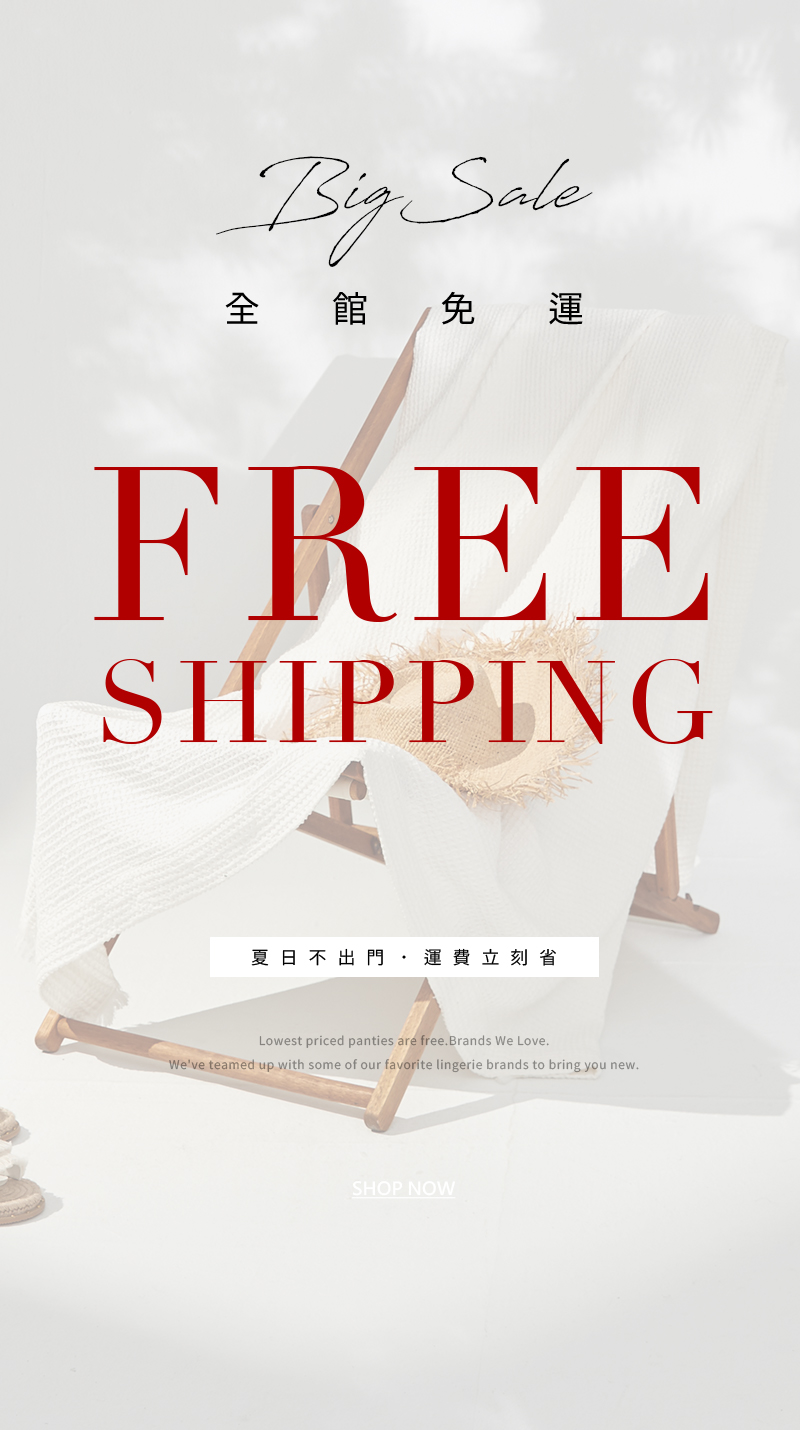 Big Sale
全館免運
FREE
SHIPPING
夏日不出門・運費立刻省
Lowest priced panties are free.Brands We Love.
We've teamed up with some of our favorite lingerie brands to bring you new.
SHOP NOW